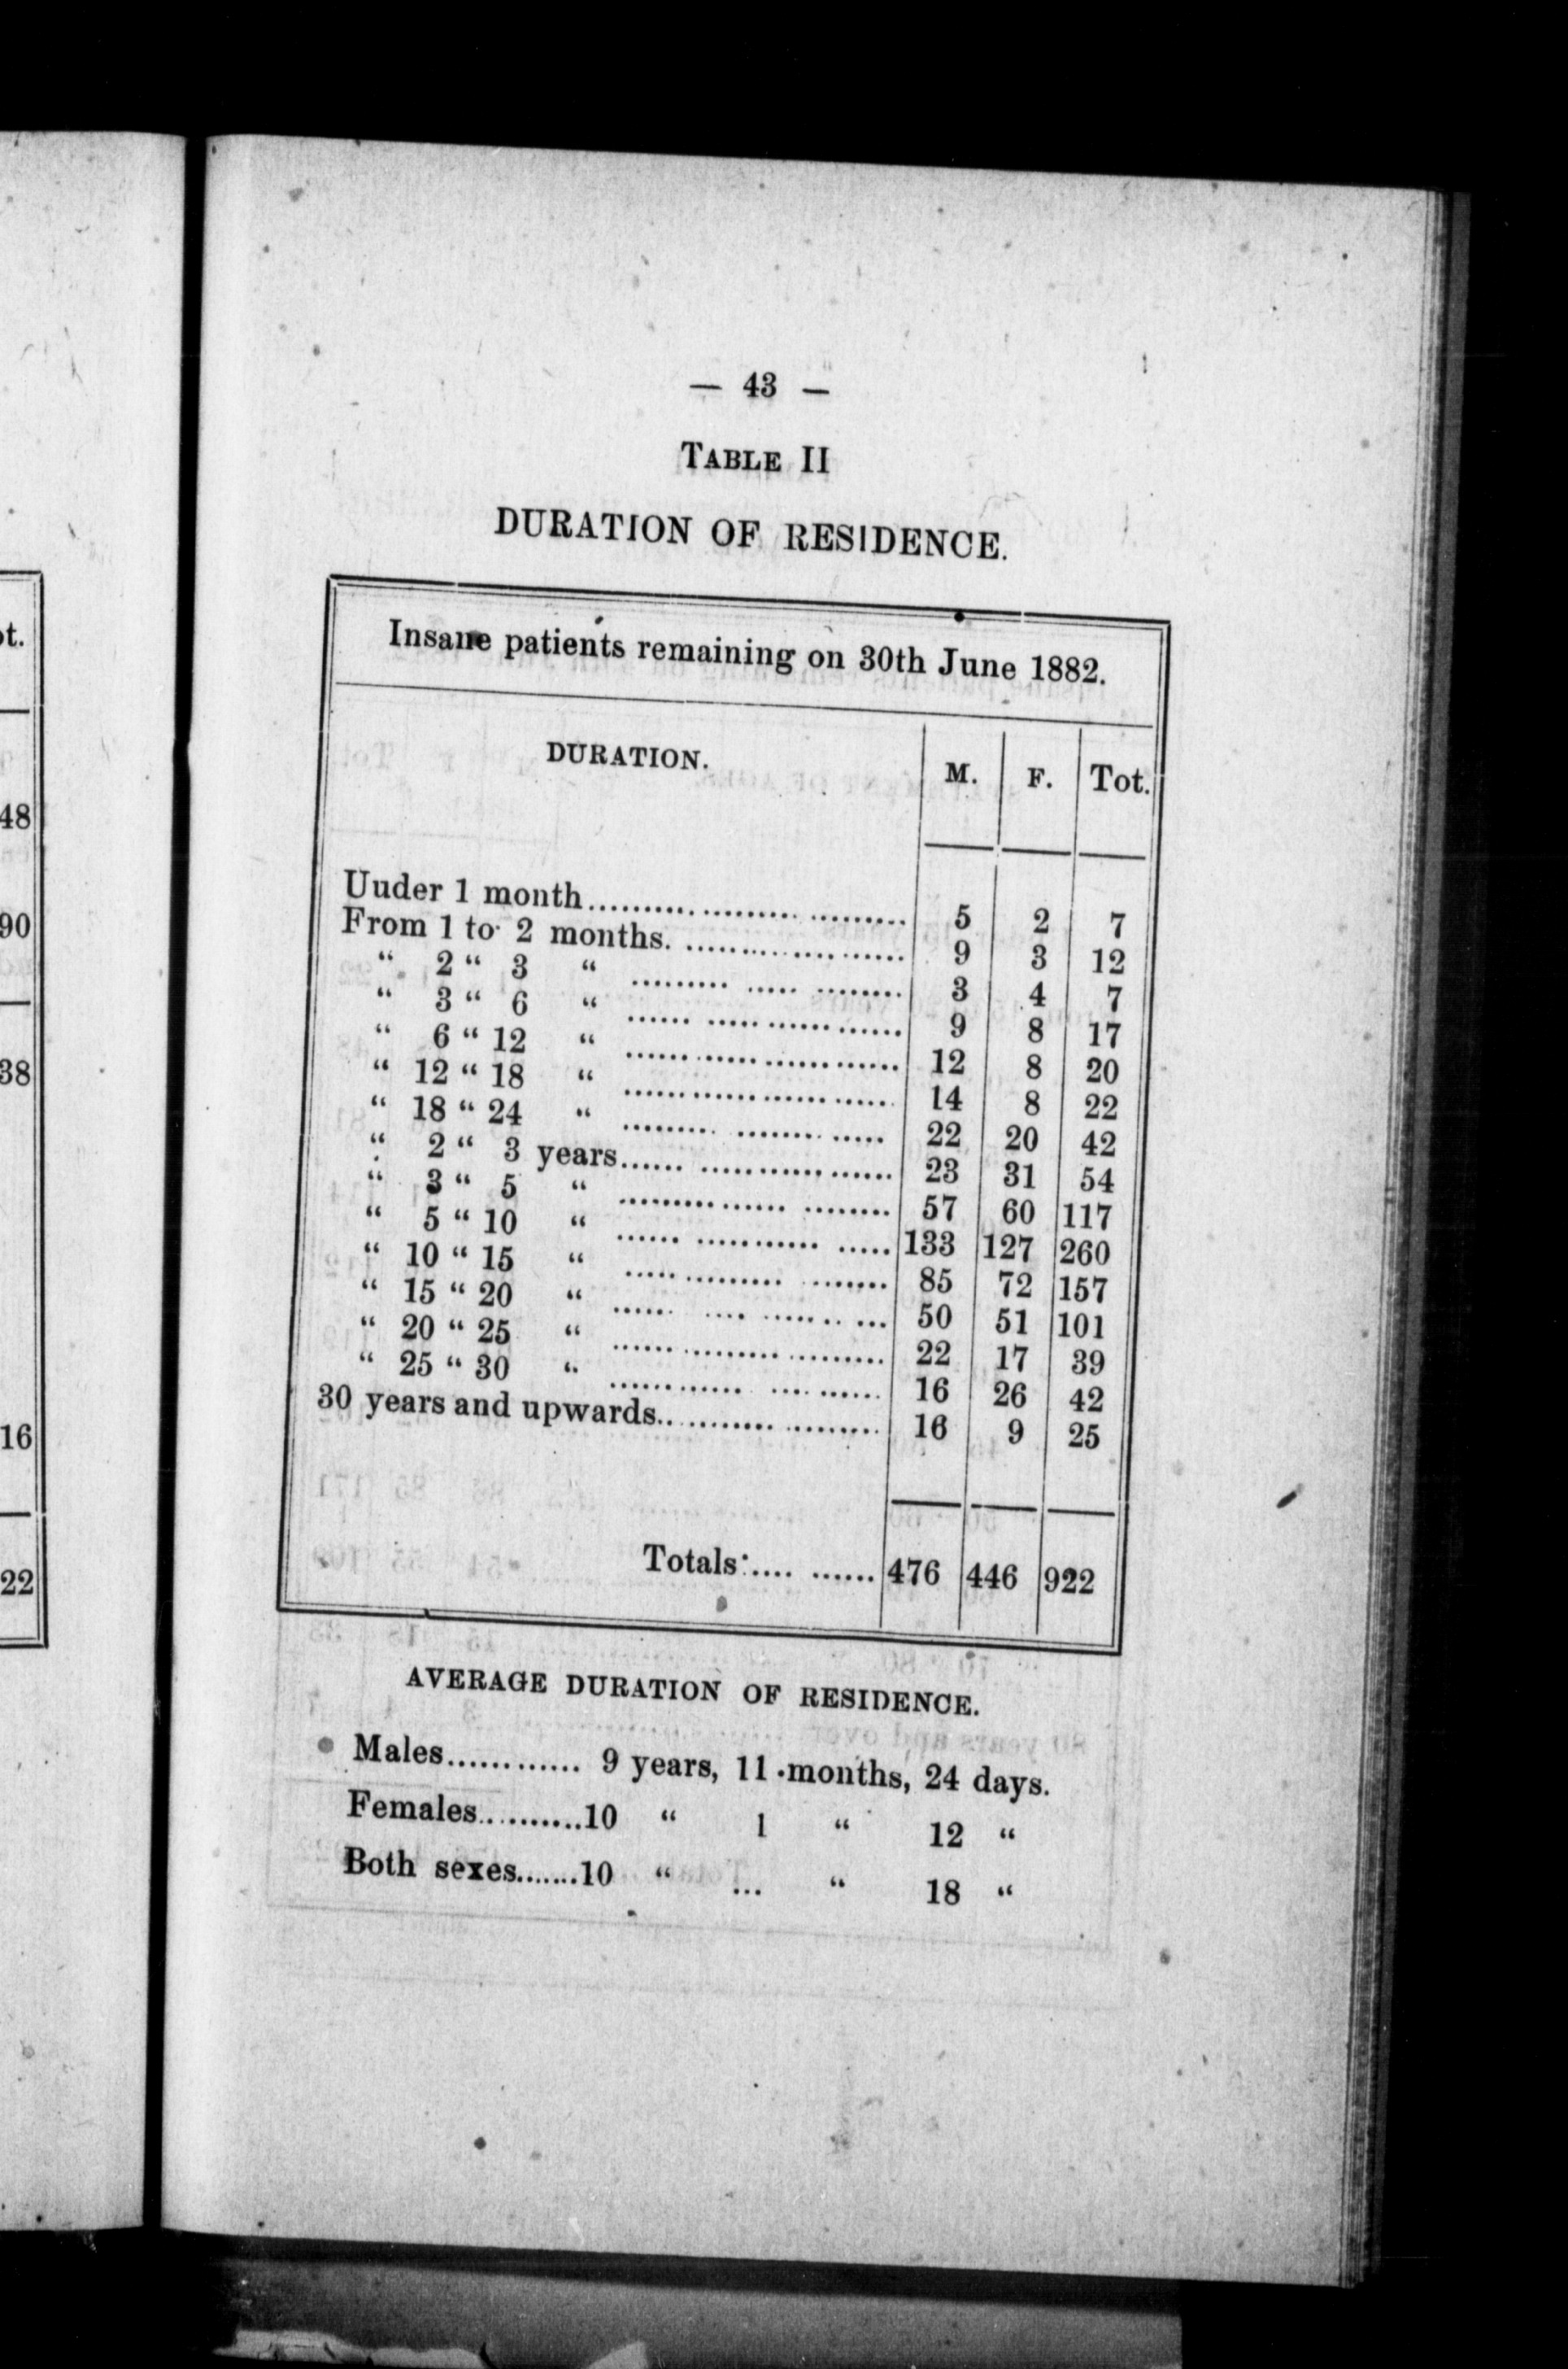 — 43 —
TABLE II
DURATION OF RESIDENCE.
Insane patients remaining on 30th June 1882.
DURATION. M. F. Tot.
Uuder 1 month............................ 5 2 7
From 1 to 2 months....................... 9 3 12
“ 2 “ 3 “ ....................... 3 4 7
“ 3 “ 6 “ ....................... 9 8 17
“ 6 “ 12 “ ....................... 12 8 20
“ 12 “ 18 “ ....................... 14 8 22
“ 18 “ 24 “ ....................... 22 20 42
“ 2 “ 3 years....................... 23 31 54
“ 3 “ 5 “ ....................... 57 60 117
“ 5 “ 10 “ ....................... 133 127 260
“ 10 “ 15 “ ....................... 85 72 157
“ 15 “ 20 “ ....................... 50 51 101
“ 20 “ 25 “ ....................... 22 17 39
“ 25 “ 30 “ ....................... 16 26 42
30 years and upwards....................... 16 9 25
Totals:.... ...... 476 446 922
AVERAGE DURATION OF RESIDENCE.
Males............ 9 years, 11 months, 24 days.
Females..........10 “ 1 “ 12 “
Both sexes.......10 “ ... “ 18 “
48
90
38
16
22